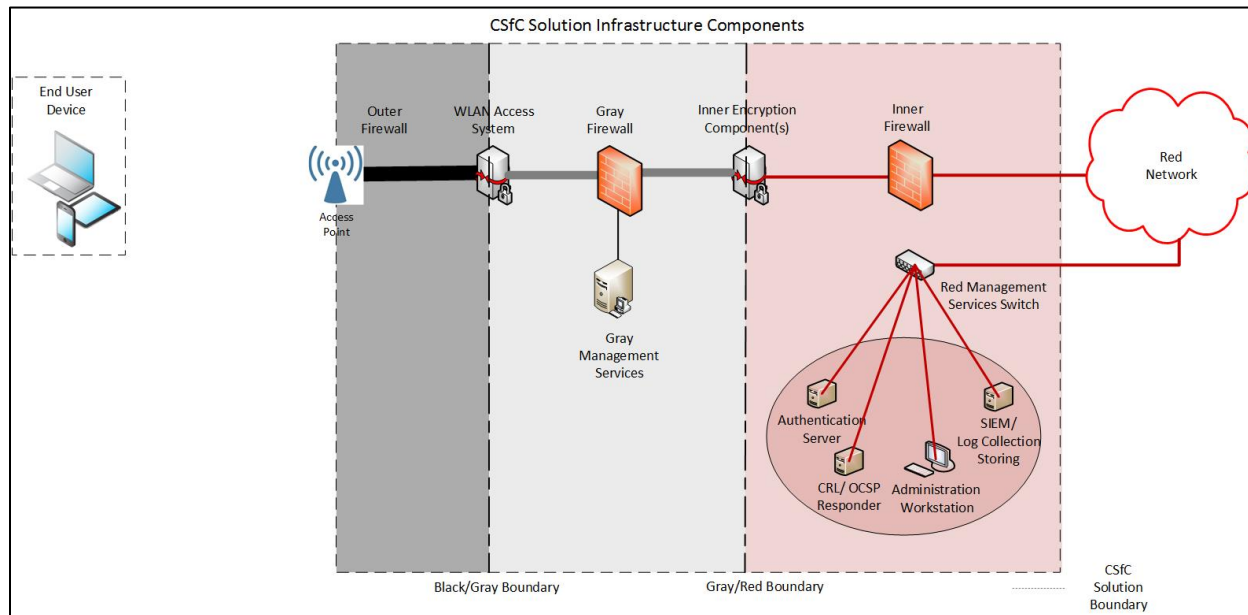 CSfC Solution Infrastructure Components
End User
Device
Outer
Firewall
WLAN Access
System
Gray
Firewall
Inner Encryption
Component(s)
Inner
Firewall
Red
Network
Access
Point
Gray
Management
Services
Red Management
Services Switch
Authentication
Server
SIEM/
Log Collection
Storing
CRL/ OCSP
Responder
Administration
Workstation
Black/Gray Boundary
Gray/Red Boundary
CSfC
Solution
Boundary